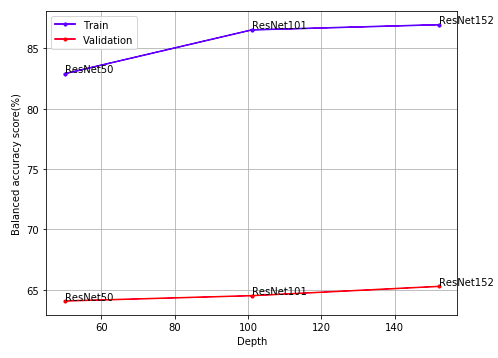 Train
Validation
ResNet50
ResNet101
ResNet152
ResNet50
ResNet101
ResNet152
85
80
75
70
65
60
80
100
120
140
Depth
Balanced accuracy score(%)